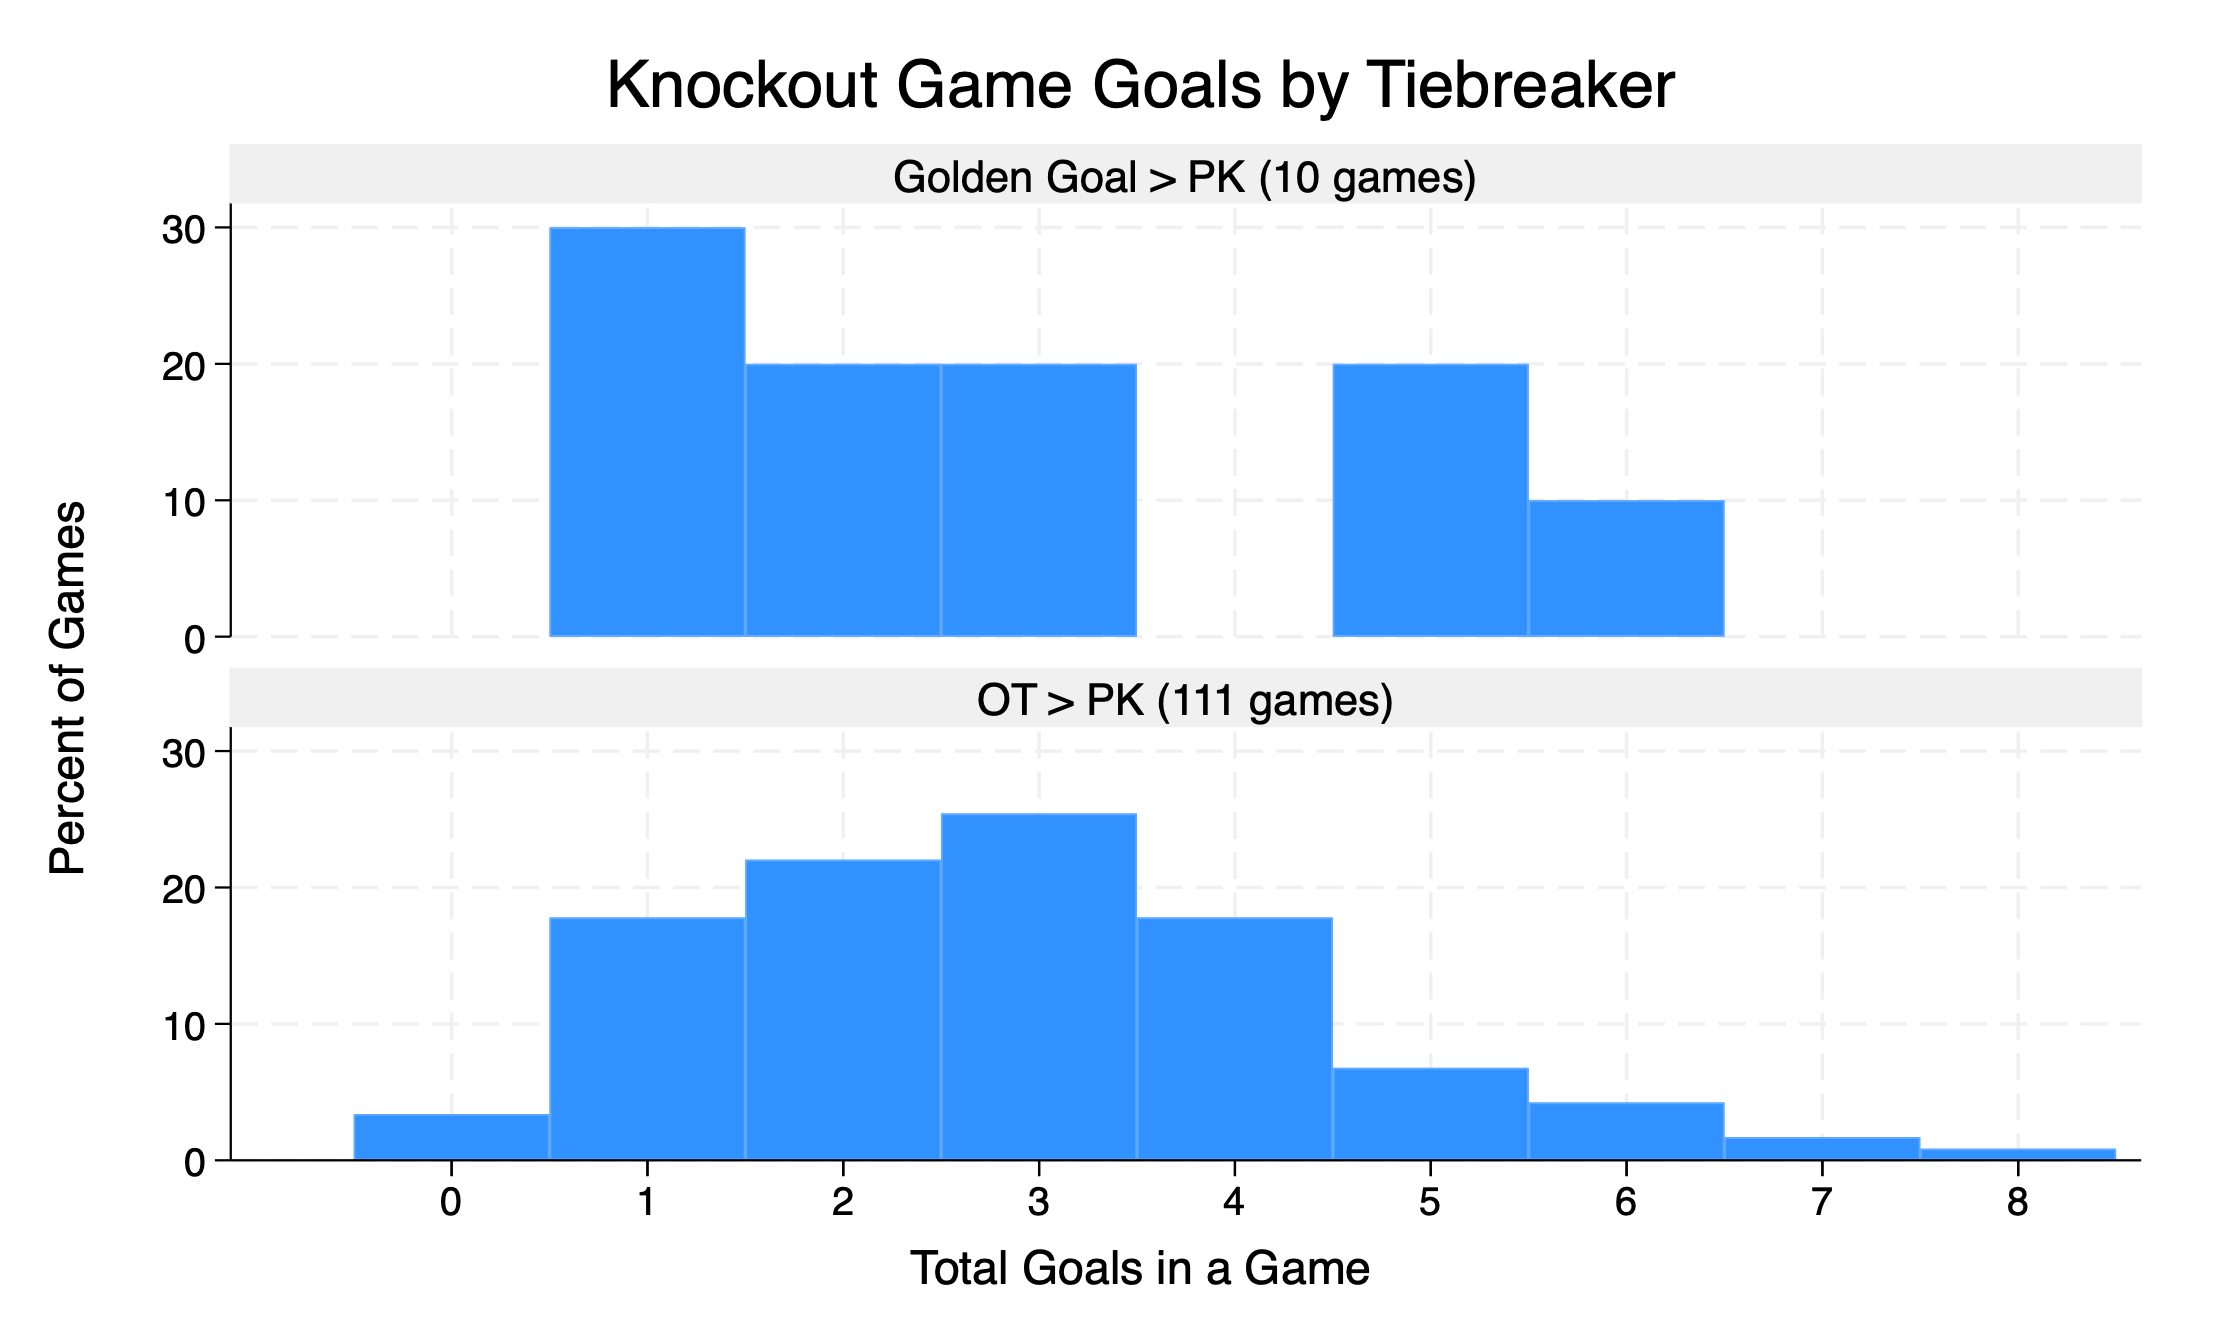 Knockout Game Goals by Tiebreaker
Golden Goal > PK (10 games)
30
20
10
0
Percent of Games
OT > PK (111 games)
30
20
10
0
0 1 2 3 4 5 6 7 8
Total Goals in a Game